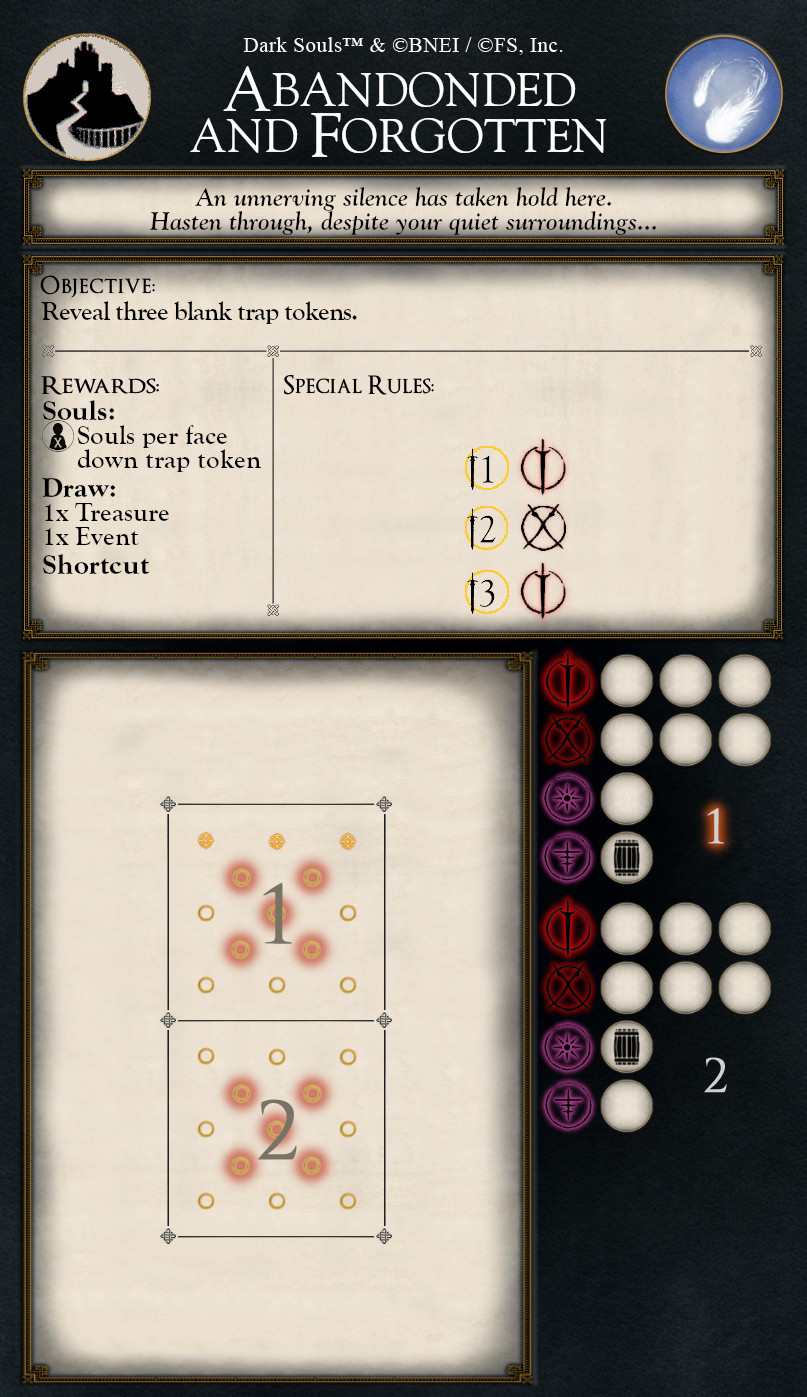 Dark Souls™ & ©BNEI / ©FS, Inc.
ABANDONDED
AND FORGOTTEN
An unnerving silence has taken hold here.
Hasten through, despite your quiet surroundings...
OBJECTIVE:
Reveal three blank trap tokens.
REWARDS:
Souls:
X Souls per face
down trap token
Draw:
1x Treasure
1x Event
Shortcut
SPECIAL RULES:
1
2
3
1
2
1
2